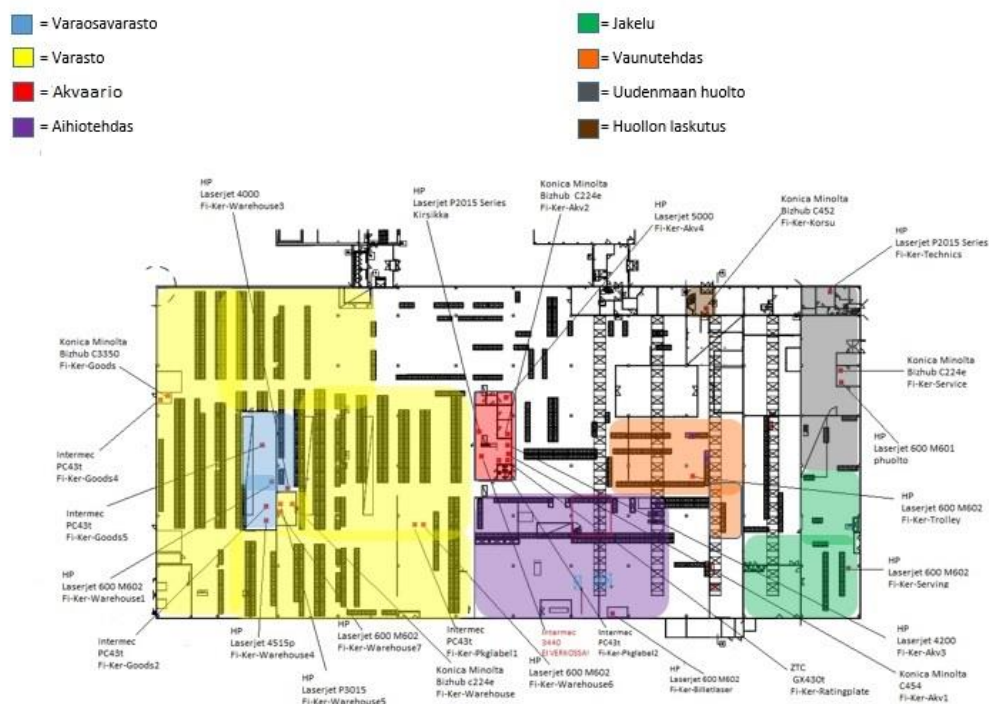 = Varaosavarasto
= Varasto
= Akvaario
= Aihiotehdas
= Jakelu
= Vaunutehdas
= Uudenmaan huolto
= Huollon laskutus
HP
Laserjet 4000
Fi-Ker-Warehouse3
HP
Laserjet P2015 Series
Kirsikka
Konica Minolta
Bizhub C224e
Fi-Ker-Akv2
HP
Laserjet 5000
Fi-Ker-Akv4
Konica Minolta
Bizhub C452
Fi-Ker-Korsu
HP
Laserjet P2015 Series
Fi-Ker-Technics
Konica Minolta
Bizhub C3350
Fi-Ker-Goods
Konica Minolta
Bizhub C224e
Fi-Ker-Service
Intermec
PC43t
Fi-Ker-Goods4
HP
Laserjet 600 M601
phuolto
Intermec
PC43t
Fi-Ker-Goods5
HP
Laserjet 600 M602
Fi-Ker-Trolley
HP
Laserjet 600 M602
Fi-Ker-Warehouse1
HP
Laserjet 600 M602
Fi-Ker-Serving
Intermec
PC43t
Fi-Ker-Goods2
HP
Laserjet 4515p
Fi-Ker-Warehouse4
HP
Laserjet P3015
Fi-Ker-Warehouse5
HP
Laserjet 600 M602
Fi-Ker-Warehouse7
Intermec
PC43t
Fi-Ker-Pkglabel1
Konica Minolta
Bizhub c224e
Fi-Ker-Warehouse
Intermec
3440
EI VERKOSSA!
HP
Laserjet 600 M602
Fi-Ker-Warehouse6
Intermec
PC43t
Fi-Ker-Pkglabel2
HP
Laserjet 600 M602
Fi-Ker-Billetlaser
ZTC
GX430t
Fi-Ker-Ratingplate
HP
Laserjet 4200
Fi-Ker-Akv3
Konica Minolta
C454
Fi-Ker-Akv1